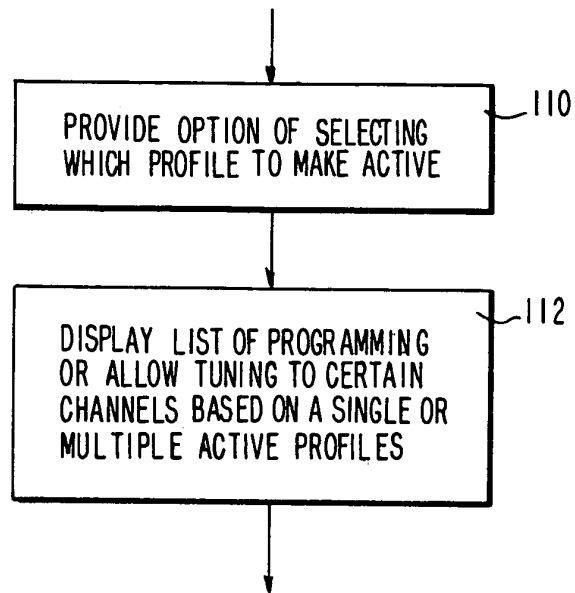 PROVIDE OPTION OF SELECTING
WHICH PROFILE TO MAKE ACTIVE
110
DISPLAY LIST OF PROGRAMMING
OR ALLOW TUNING TO CERTAIN
CHANNELS BASED ON A SINGLE OR
MULTIPLE ACTIVE PROFILES
112